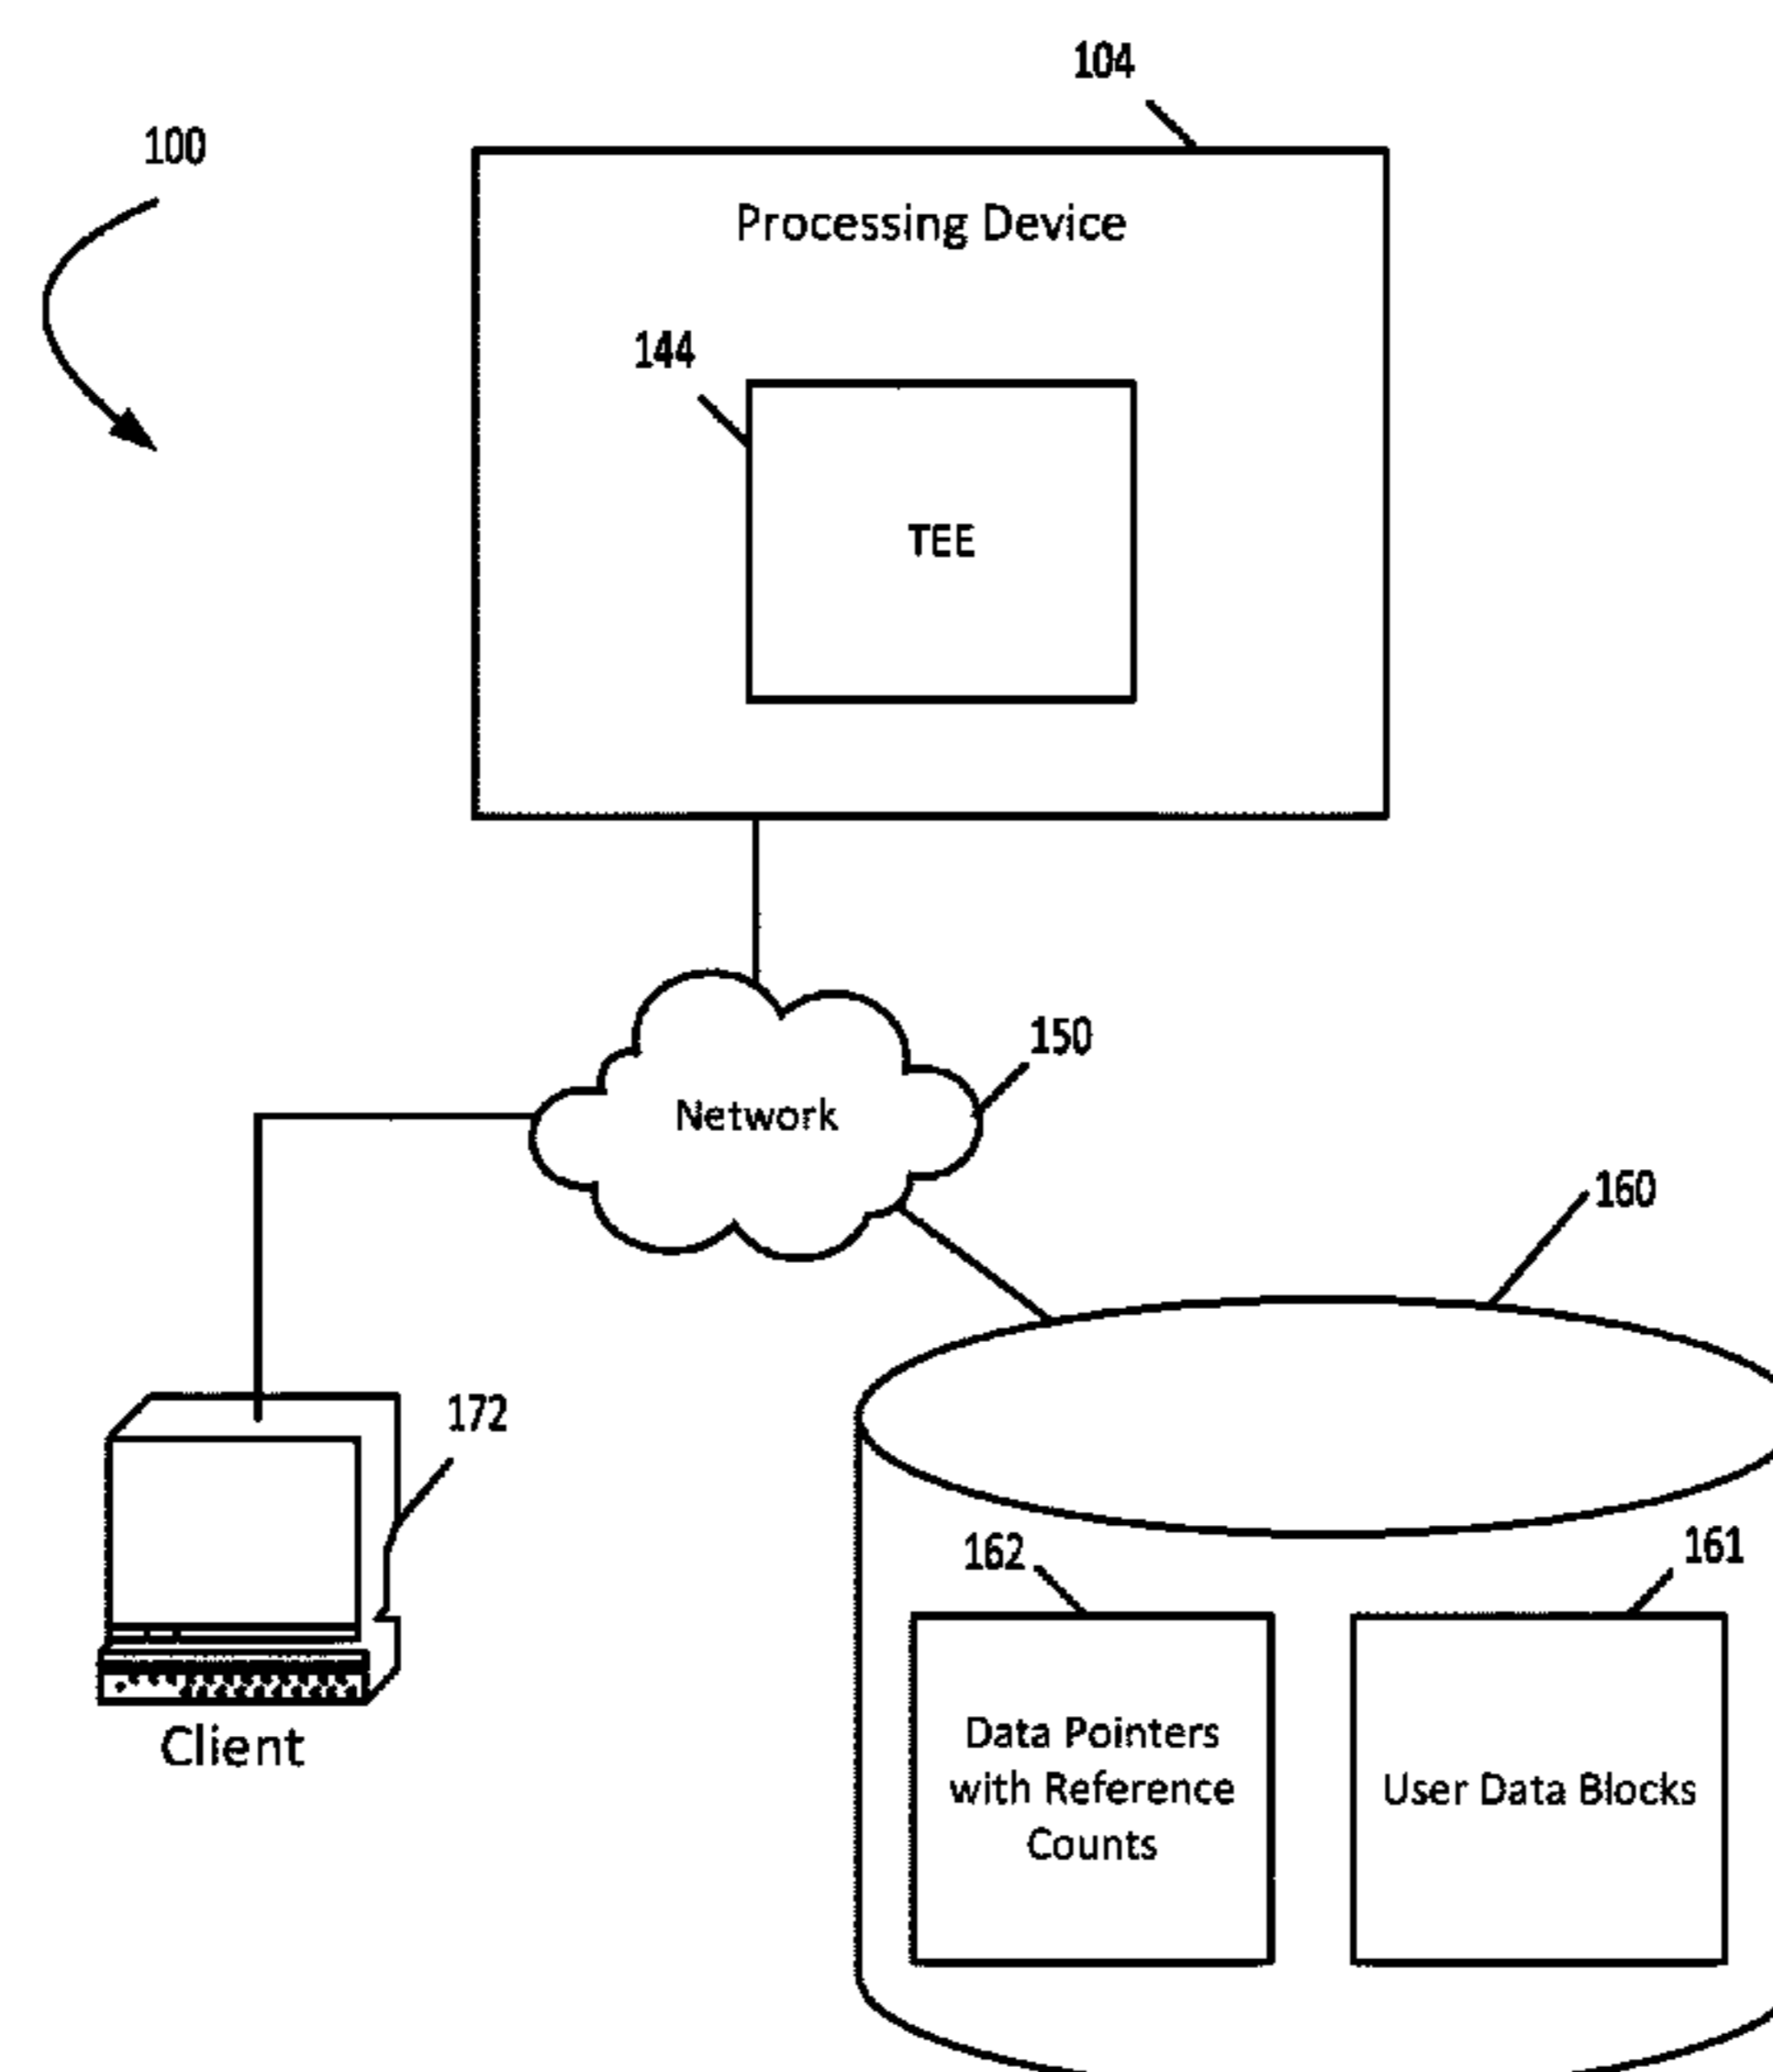 104
100
Processing Device
144
TEE
150
Network
160
172
162
161
Client
Data Pointers
with Reference
Counts
User Data Blocks